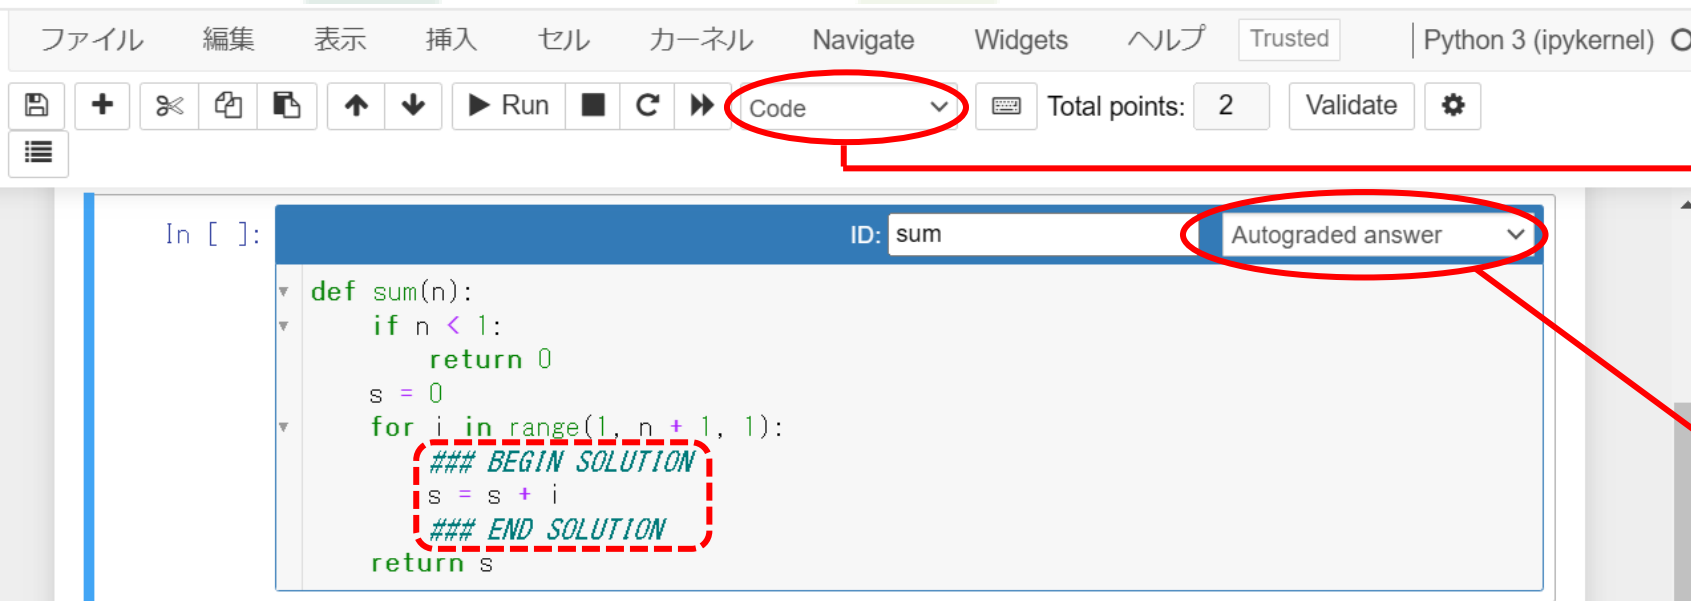 ファイル 編集 表示 挿入 セル カーネル Navigate Widgets ヘルプ Trusted Python 3 (ipykernel)
Run Code Total points: 2 Validate
In [ ]: ID: sum Autograded answer
def sum(n):
if n < 1:
return 0
s = 0
for i in range(1, n + 1, 1):
### BEGIN SOLUTION
s = s + i
### END SOLUTION
return s